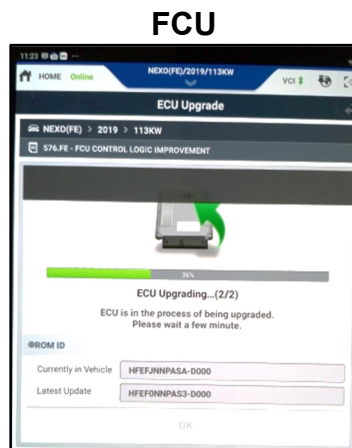 FCU
11:23
HOME Online
NEXO(FE)/2019/113KW
VCI
ECU Upgrade
NEXO(FE) > 2019 > 113KW
576.FE - FCU CONTROL LOGIC IMPROVEMENT
36%
ECU Upgrading...(2/2)
ECU is in the process of being upgraded.
Please wait a few minute.
ROM ID
Currently in Vehicle HFEFJNNPASA-D000
Latest Update HFEF0NNPAS3-D000
OK